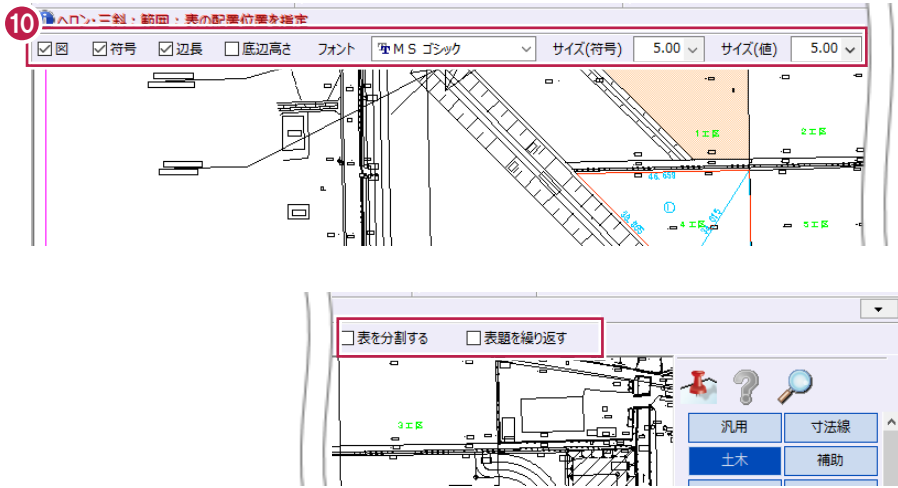 10
ヘロン・三斜：範囲：表の配置位置を指定
図 符号 辺長 底辺高さ フォント MS ゴシック サイズ(符号) 5.00 サイズ(値) 5.00
1工区 2工区
4工区 5工区
表を分割する 表題を繰り返す
3工区
汎用 寸法線
土木 補助